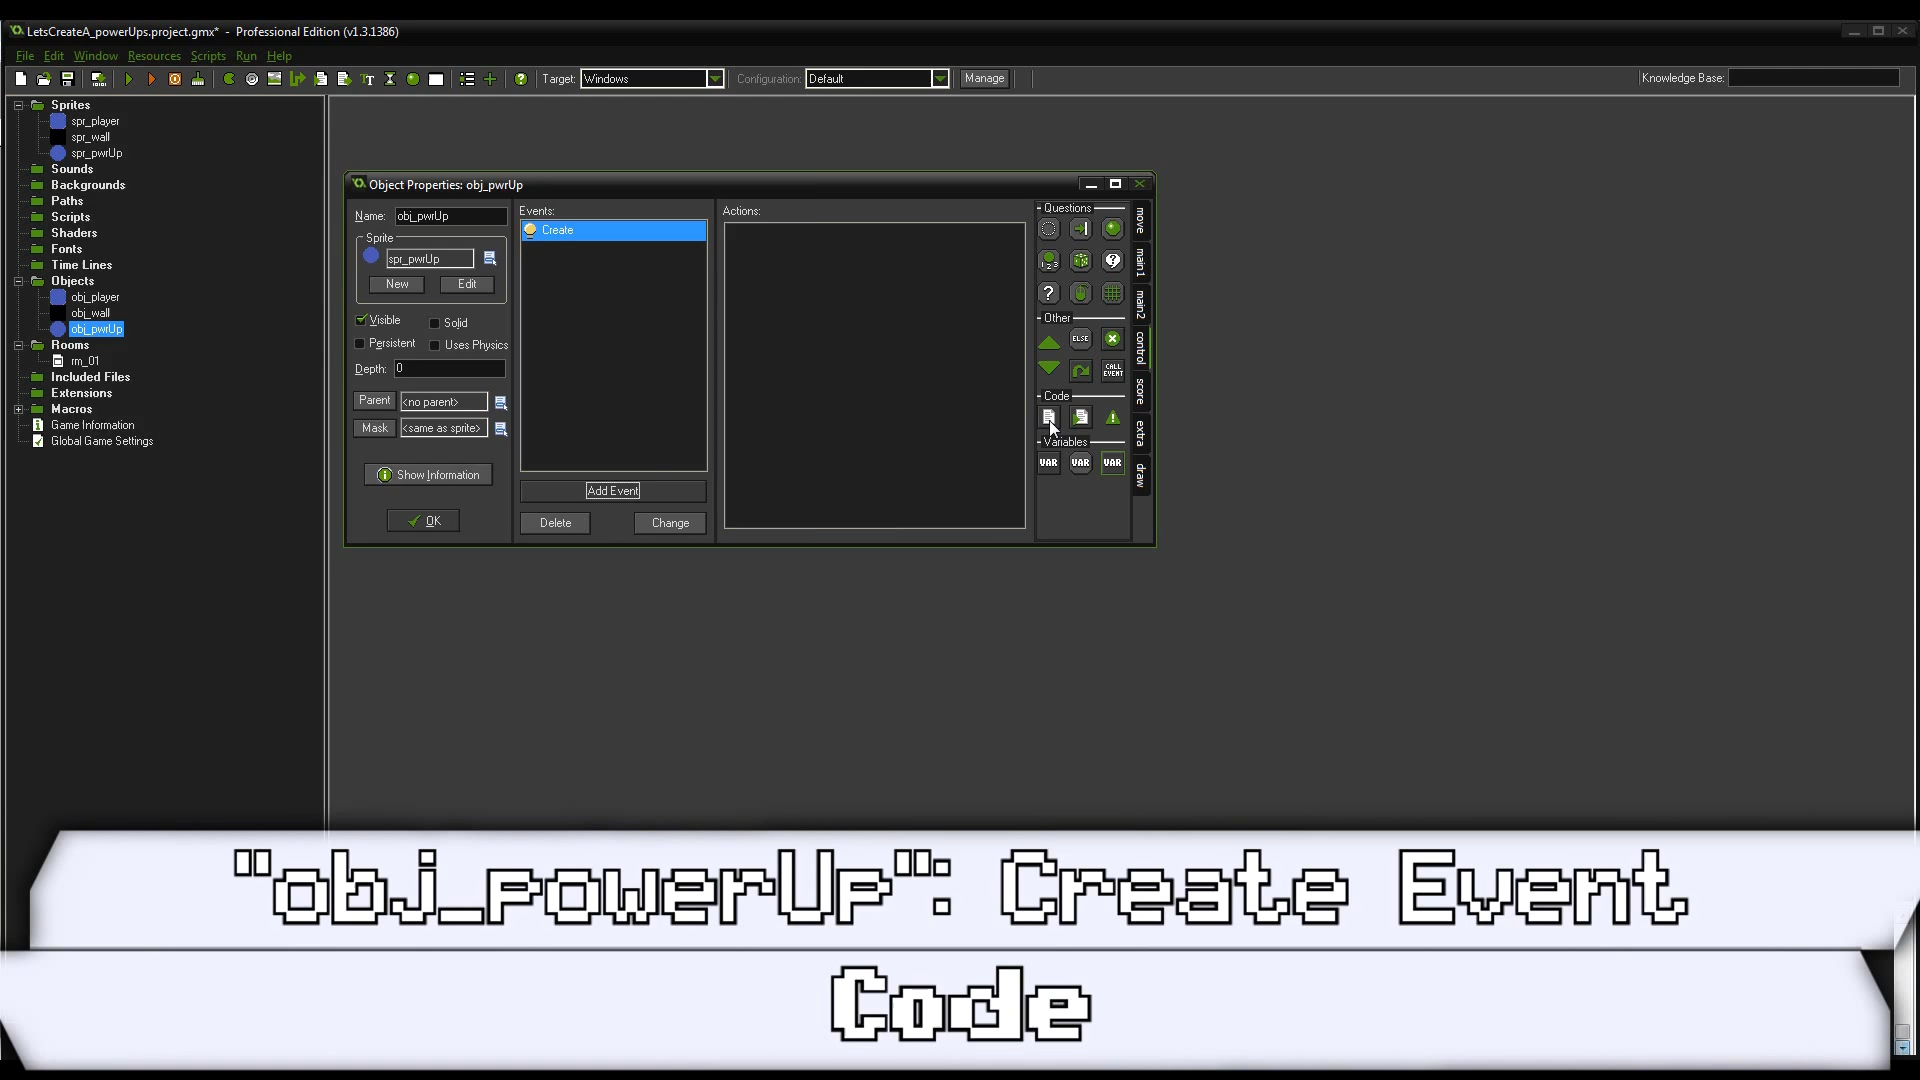 LetsCreateA_powerUps.project.gmx* - Professional Edition (v1.3.1386)
File Edit Window Resources Scripts Run Help
Target: Windows Configuration: Default Manage Knowledge Base:
Sprites
spr_player
spr_wall
spr_pwrUp
Sounds
Backgrounds
Paths
Scripts
Shaders
Fonts
Time Lines
Objects
obj_player
obj_wall
obj_pwrUp
Rooms
rm_01
Included Files
Extensions
Macros
Game Information
Global Game Settings
Object Properties: obj_pwrUp
Name: obj_pwrUp
Sprite
spr_pwrUp
New Edit
Visible Solid
Persistent Uses Physics
Depth: 0
Parent <no parent>
Mask <same as sprite>
Show Information
OK
Events:
Create
Add Event
Delete Change
Actions:
Questions
Other
ELSE
CALL EVENT
Code
Variables
VAR VAR VAR
move
main1
main2
control
score
extra
draw
"obj_powerUp": Create Event
Code